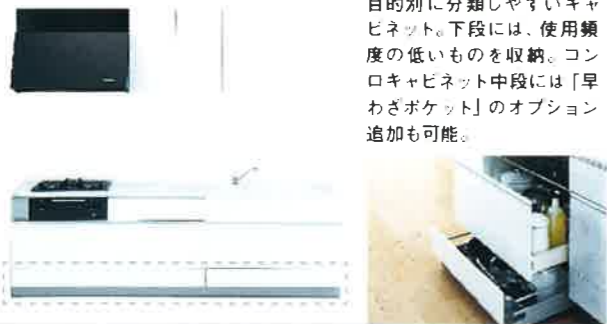 目的別に分類しやすいキャ
ビネット。下段には、使用頻
度の低いものを収納。コン
ロキャビネット中段には「早
わざポケット」のオプション
追加も可能。